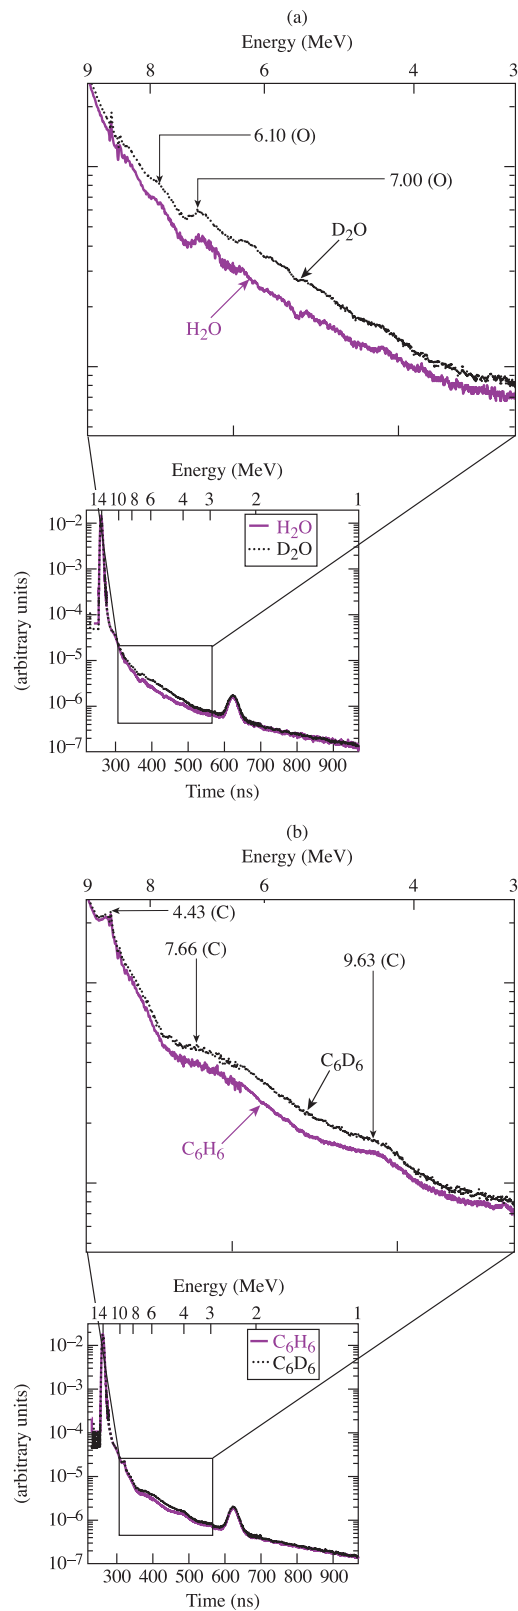 (a)
Energy (MeV)
9 8 6 4 3
6.10 (O)
7.00 (O)
D₂O
H₂O
Energy (MeV)
14 10 8 6 4 3 2 1
H₂O
D₂O
10⁻²
10⁻³
10⁻⁴
10⁻⁵
10⁻⁶
10⁻⁷
(arbitrary units)
300 400 500 600 700 800 900
Time (ns)
(b)
Energy (MeV)
9 8 6 4 3
4.43 (C)
7.66 (C)
9.63 (C)
C₆D₆
C₆H₆
Energy (MeV)
14 10 8 6 4 3 2 1
C₆H₆
C₆D₆
10⁻²
10⁻³
10⁻⁴
10⁻⁵
10⁻⁶
10⁻⁷
(arbitrary units)
300 400 500 600 700 800 900
Time (ns)